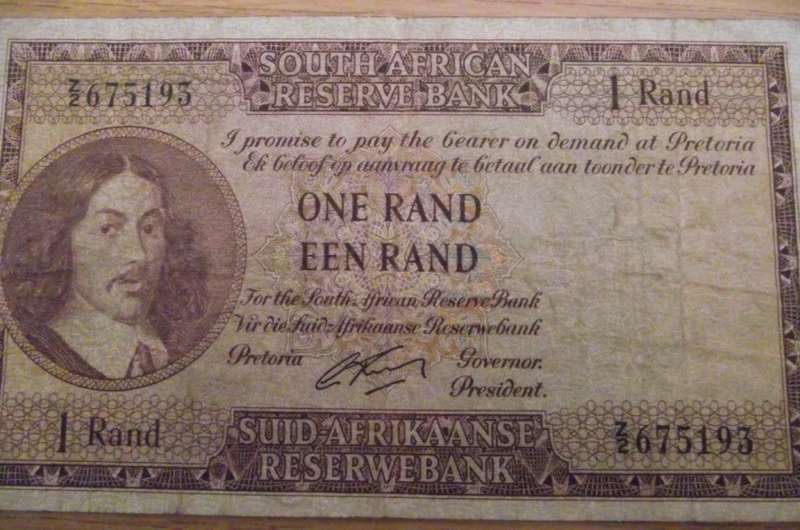 SOUTH AFRICAN
RESERVE BANK
Z/2 675193
1 Rand
I promise to pay the bearer on demand at Pretoria
Ek beloof op aanvraag te betaal aan toonder te Pretoria
ONE RAND
EEN RAND
For the South African Reserve Bank
Vir die Suid-Afrikaanse Reserwebank
Pretoria
Governor.
President.
1 Rand
SUID-AFRIKAANSE
RESERWEBANK
Z/2 675193